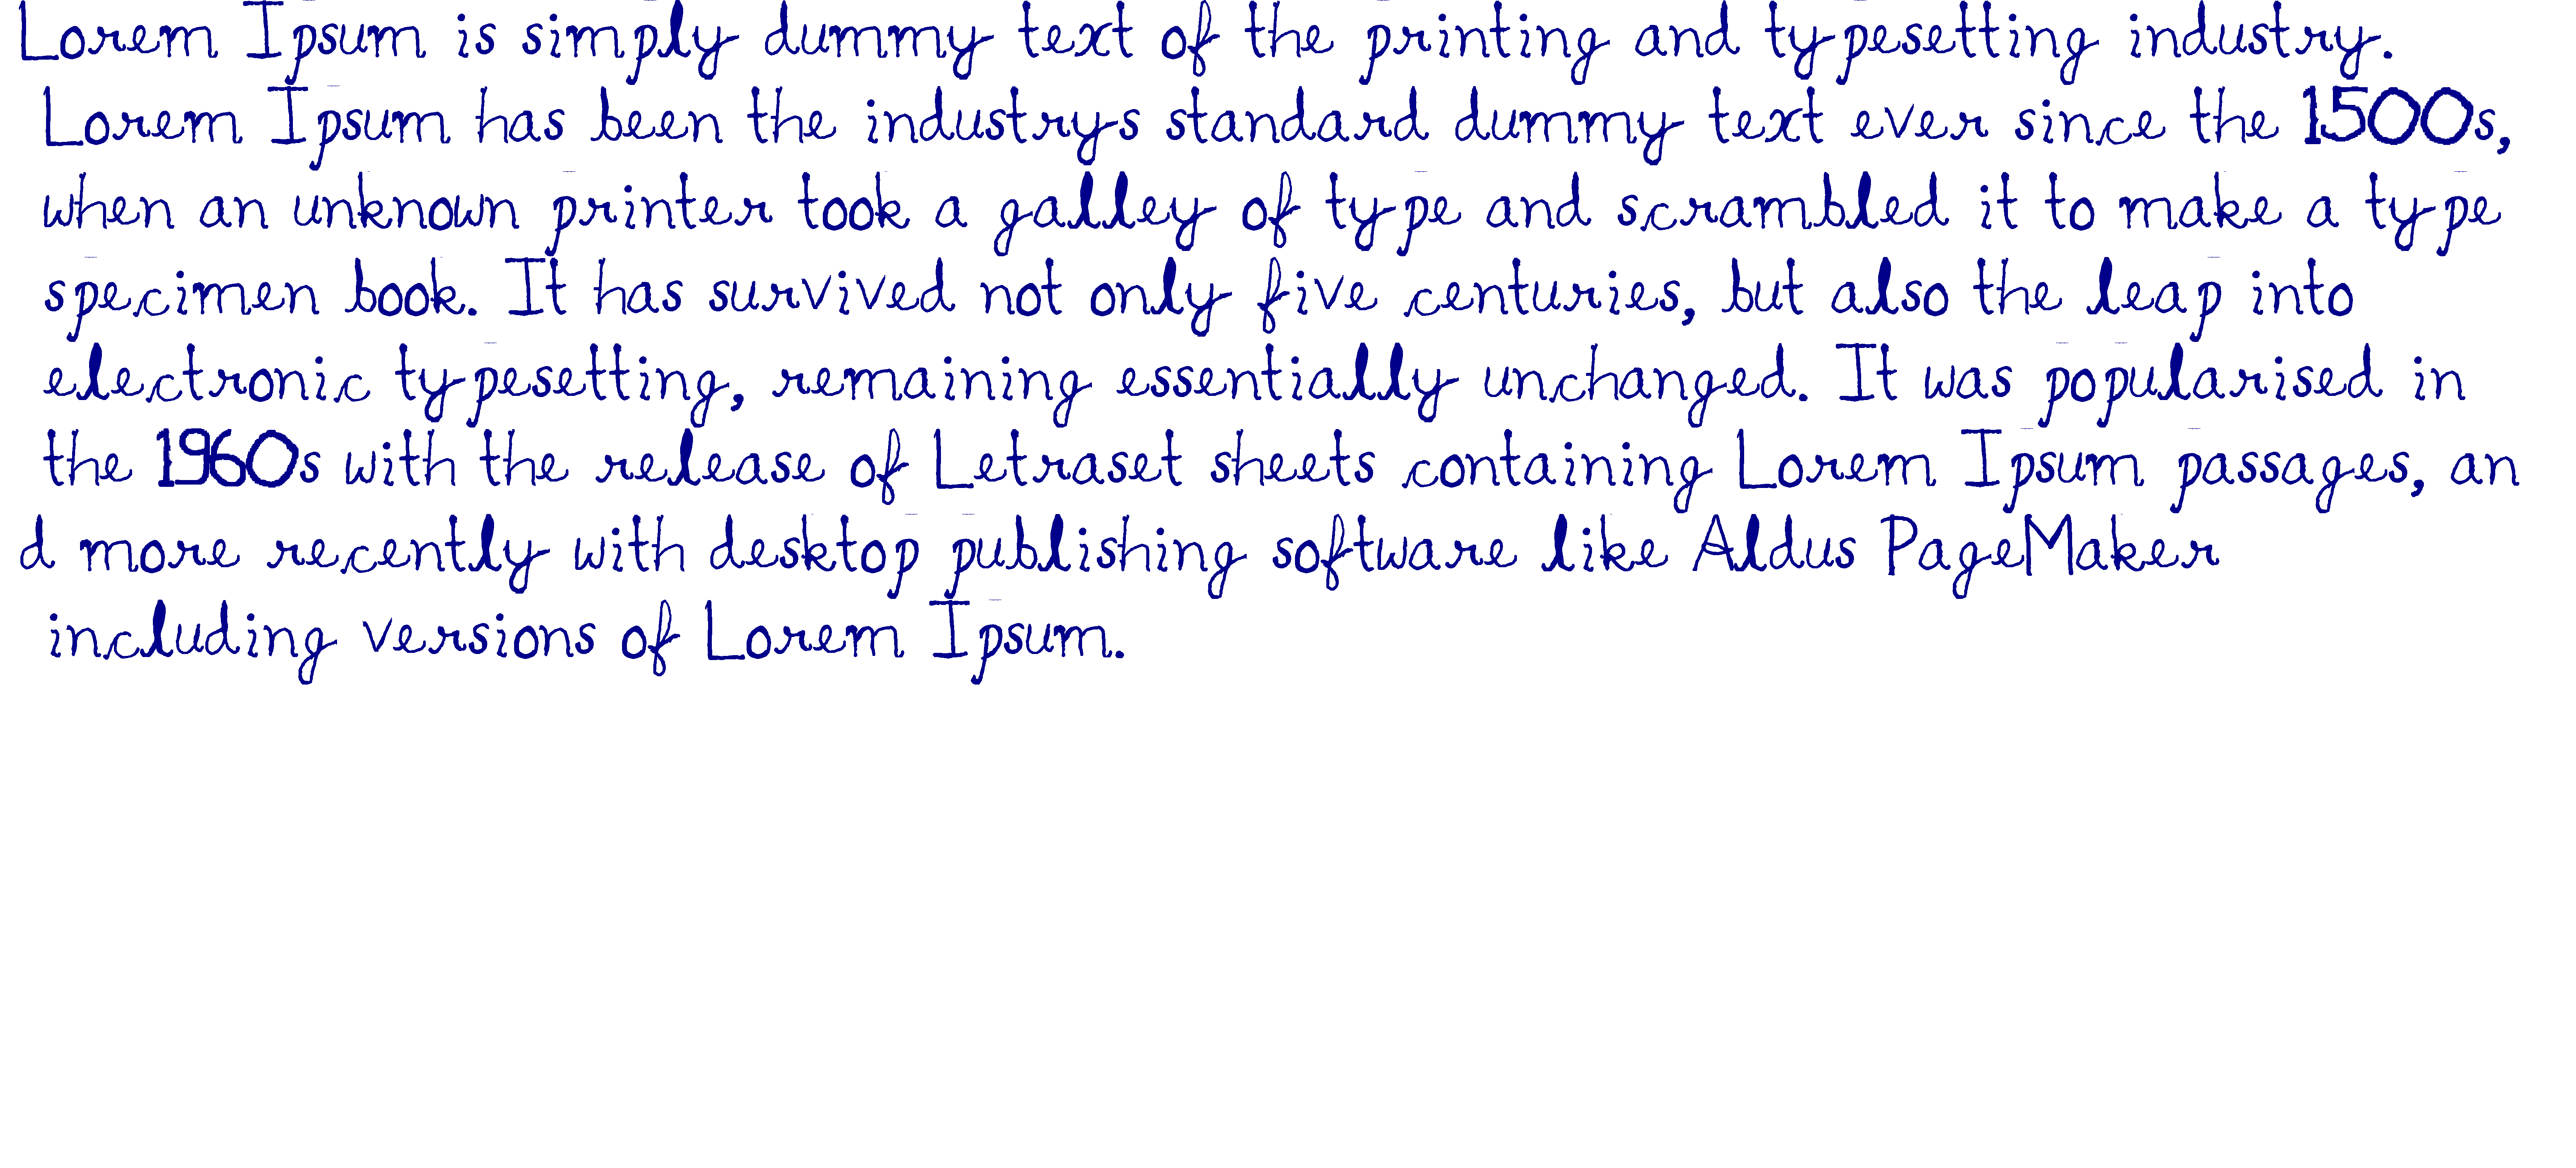 Lorem Ipsum is simply dummy text of the printing and typesetting industry.
Lorem Ipsum has been the industrys standard dummy text ever since the 1500s,
when an unknown printer took a galley of type and scrambled it to make a type
specimen book. It has survived not only five centuries, but also the leap into
electronic typesetting, remaining essentially unchanged. It was popularised in
the 1960s with the release of Letraset sheets containing Lorem Ipsum passages, an
d more recently with desktop publishing software like Aldus PageMaker
including versions of Lorem Ipsum.